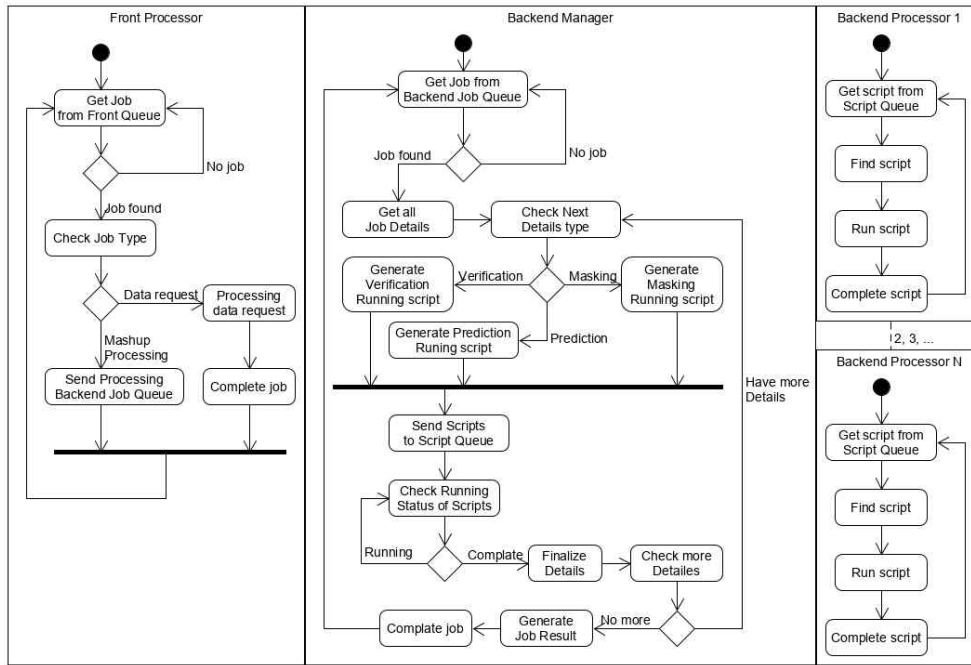 Front Processor
Get Job
from Front Queue
No job
Job found
Check Job Type
Data request
Processing
data request
Mashup
Processing
Send Processing
Backend Job Queue
Complete job
Backend Manager
Get Job from
Backend Job Queue
Job found
No job
Get all
Job Details
Check Next
Details type
Generate
Verification
Running script
Verification
Masking
Generate
Masking
Running script
Generate Prediction
Runing script
Prediction
Have more
Details
Send Scripts
to Script Queue
Check Running
Status of Scripts
Running
Complate
Finalize
Details
Check more
Detailes
Complate job
Generate
Job Result
No more
Backend Processor 1
Get script from
Script Queue
Find script
Run script
Complete script
2, 3, ...
Backend Processor N
Get script from
Script Queue
Find script
Run script
Complete script